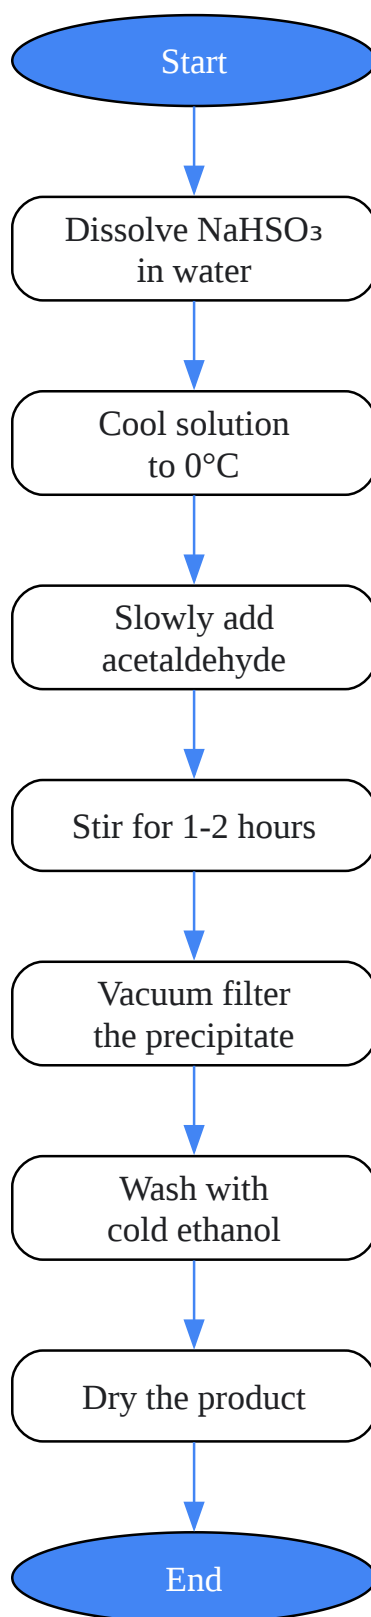 Start
Dissolve NaHSO₃
in water
Cool solution
to 0°C
Slowly add
acetaldehyde
Stir for 1-2 hours
Vacuum filter
the precipitate
Wash with
cold ethanol
Dry the product
End